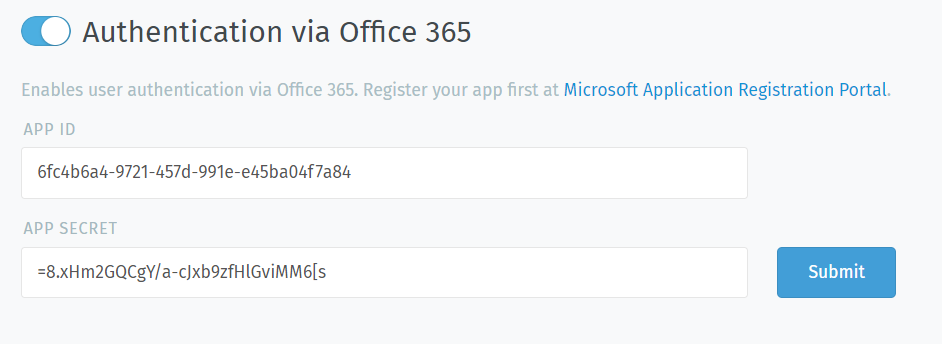 Authentication via Office 365
Enables user authentication via Office 365. Register your app first at Microsoft Application Registration Portal.
APP ID
6fc4b6a4-9721-457d-991e-e45ba04f7a84
APP SECRET
=8.xHm2GQCgY/a-cJxb9zfHlGviMM6[s
Submit